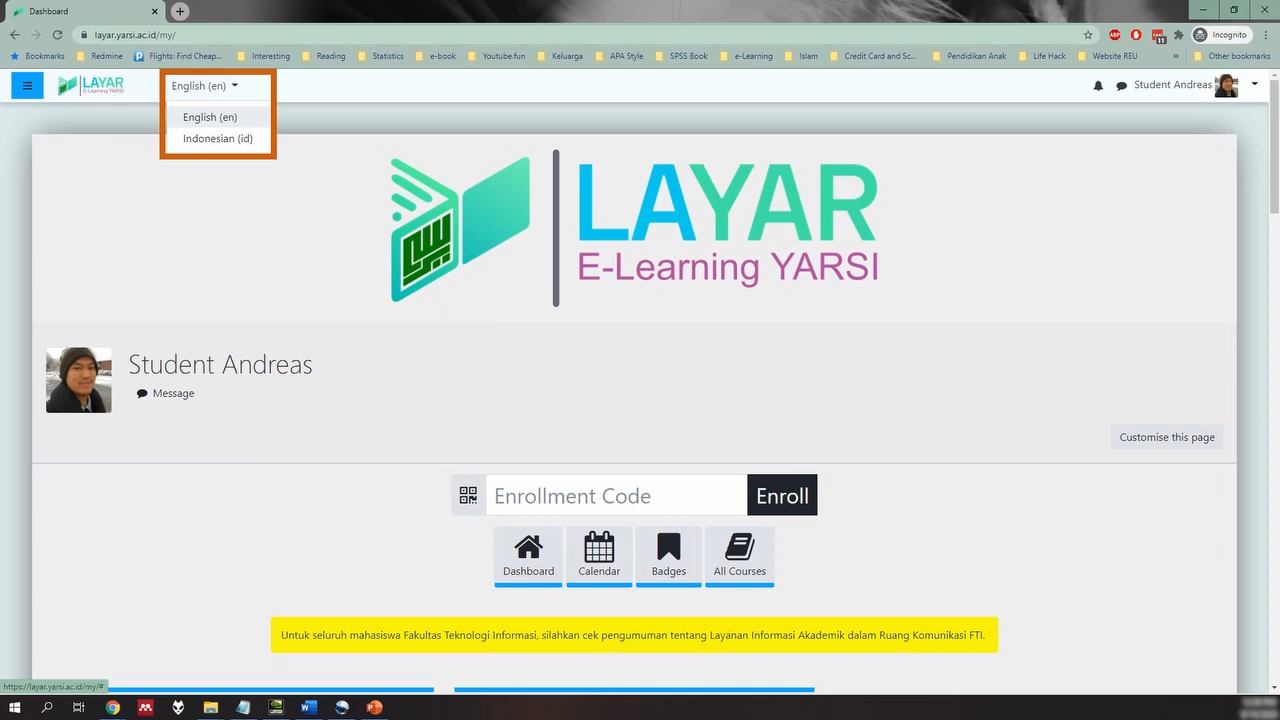 Dashboard
layar.yarsi.ac.id/my/
ABP
11
Incognito
Bookmarks
Redmine
Flights: Find Cheap...
Interesting
Reading
Statistics
e-book
Youtube.fun
Keluarga
APA Style
SPSS Book
e-Learning
Islam
Credit Card and Sc...
Pendidikan Anak
Life Hack
Website REU
»
Other bookmarks
LAYAR
E-Learning YARSI
English (en)
Student Andreas
English (en)
Indonesian (id)
LAYAR
E-Learning YARSI
Student Andreas
Message
Customise this page
Enrollment Code
Enroll
Dashboard
Calendar
Badges
All Courses
Untuk seluruh mahasiswa Fakultas Teknologi Informasi, silahkan cek pengumuman tentang Layanan Informasi Akademik dalam Ruang Komunikasi FTI.
https://layar.yarsi.ac.id/my/#